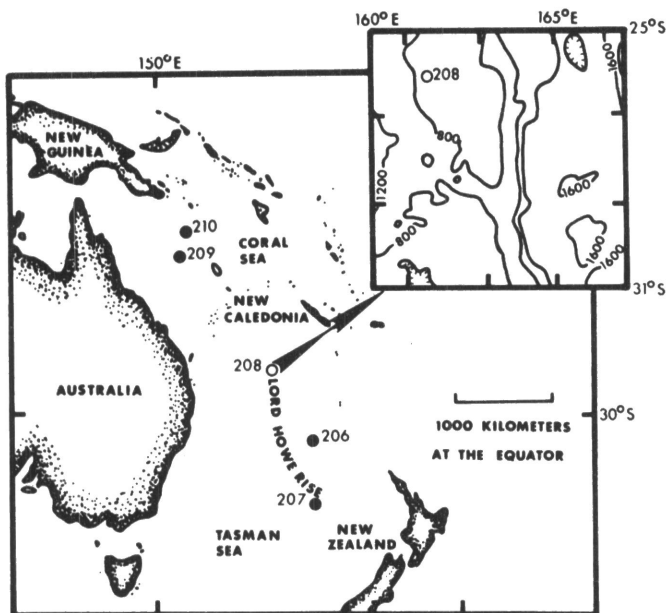 160°E
165°E
25°S
150°E
208
1600
800
1200
1600
800
1600
1600
31°S
NEW
GUINEA
210
209
CORAL
SEA
NEW
CALEDONIA
208
AUSTRALIA
LORD HOWE RISE
30°S
1000 KILOMETERS
AT THE EQUATOR
206
207
TASMAN
SEA
NEW
ZEALAND